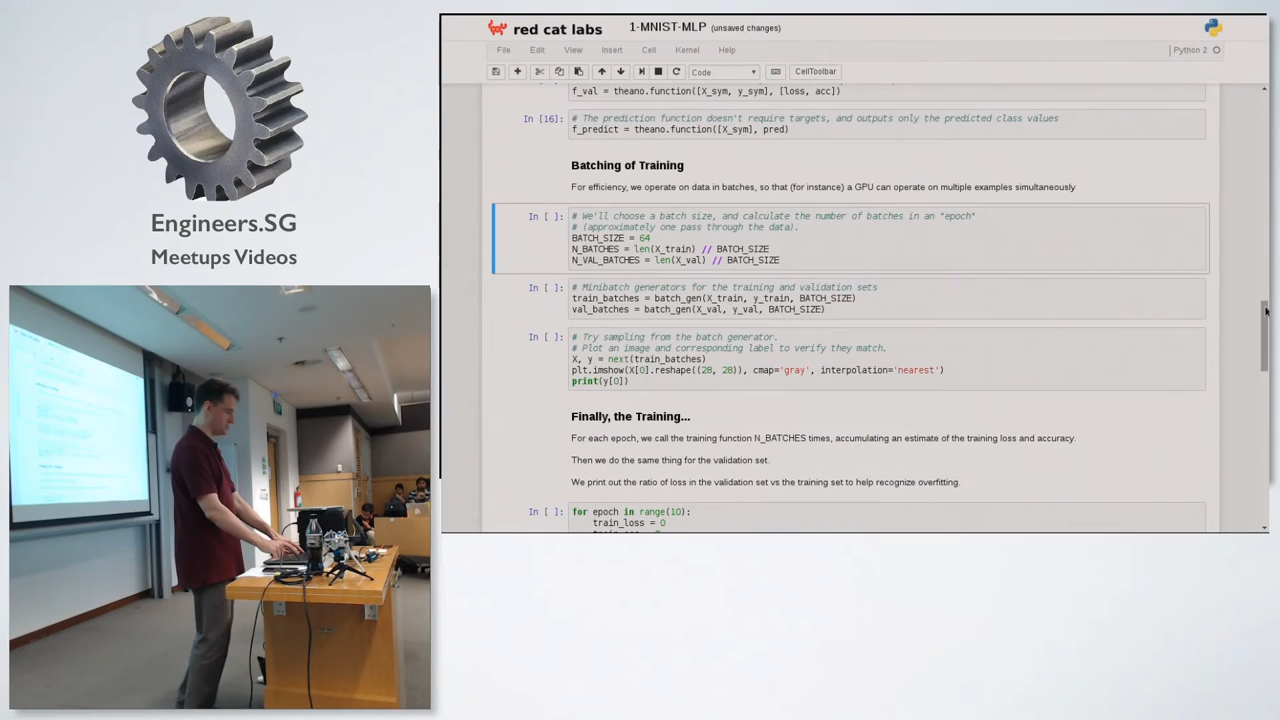 Engineers.SG
Meetups Videos
red cat labs
1-MNIST-MLP (unsaved changes)
File Edit View Insert Cell Kernel Help
Python 2
Code
CellToolbar
f_val = theano.function([X_sym, y_sym], [loss, acc])
In [16]:
# The prediction function doesn't require targets, and outputs only the predicted class values
f_predict = theano.function([X_sym], pred)
Batching of Training
For efficiency, we operate on data in batches, so that (for instance) a GPU can operate on multiple examples simultaneously
In [ ]:
# We'll choose a batch size, and calculate the number of batches in an "epoch"
# (approximately one pass through the data).
BATCH_SIZE = 64
N_BATCHES = len(X_train) // BATCH_SIZE
N_VAL_BATCHES = len(X_val) // BATCH_SIZE
In [ ]:
# Minibatch generators for the training and validation sets
train_batches = batch_gen(X_train, y_train, BATCH_SIZE)
val_batches = batch_gen(X_val, y_val, BATCH_SIZE)
In [ ]:
# Try sampling from the batch generator.
# Plot an image and corresponding label to verify they match.
X, y = next(train_batches)
plt.imshow(X[0].reshape((28, 28)), cmap='gray', interpolation='nearest')
print(y[0])
Finally, the Training...
For each epoch, we call the training function N_BATCHES times, accumulating an estimate of the training loss and accuracy.
Then we do the same thing for the validation set.
We print out the ratio of loss in the validation set vs the training set to help recognize overfitting.
In [ ]:
for epoch in range(10):
train_loss = 0